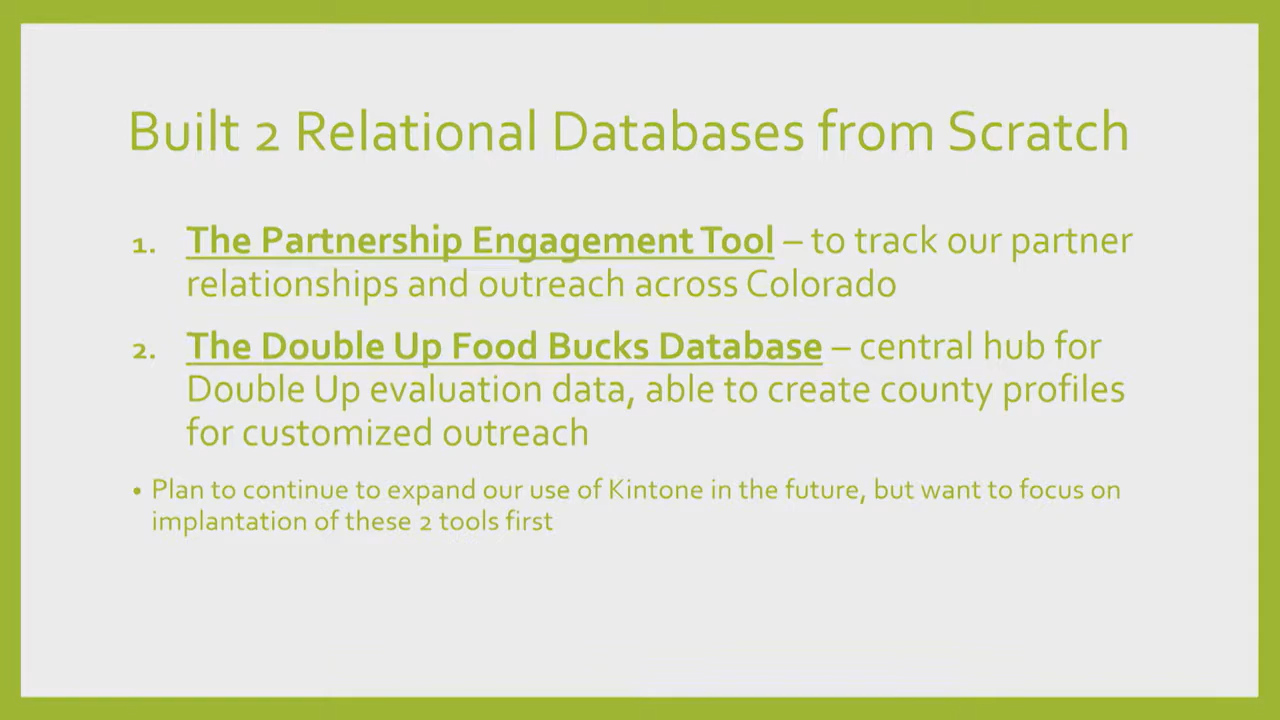 Built 2 Relational Databases from Scratch
1. The Partnership Engagement Tool – to track our partner
relationships and outreach across Colorado
2. The Double Up Food Bucks Database – central hub for
Double Up evaluation data, able to create county profiles
for customized outreach
• Plan to continue to expand our use of Kintone in the future, but want to focus on
implantation of these 2 tools first